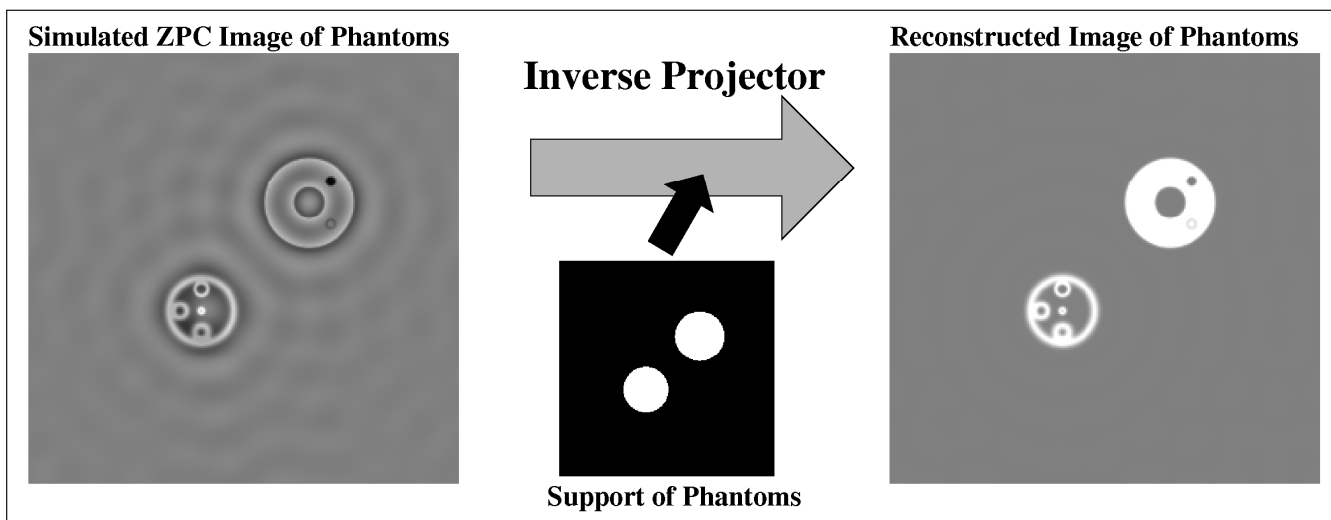 Simulated ZPC Image of Phantoms
Inverse Projector
Support of Phantoms
Reconstructed Image of Phantoms